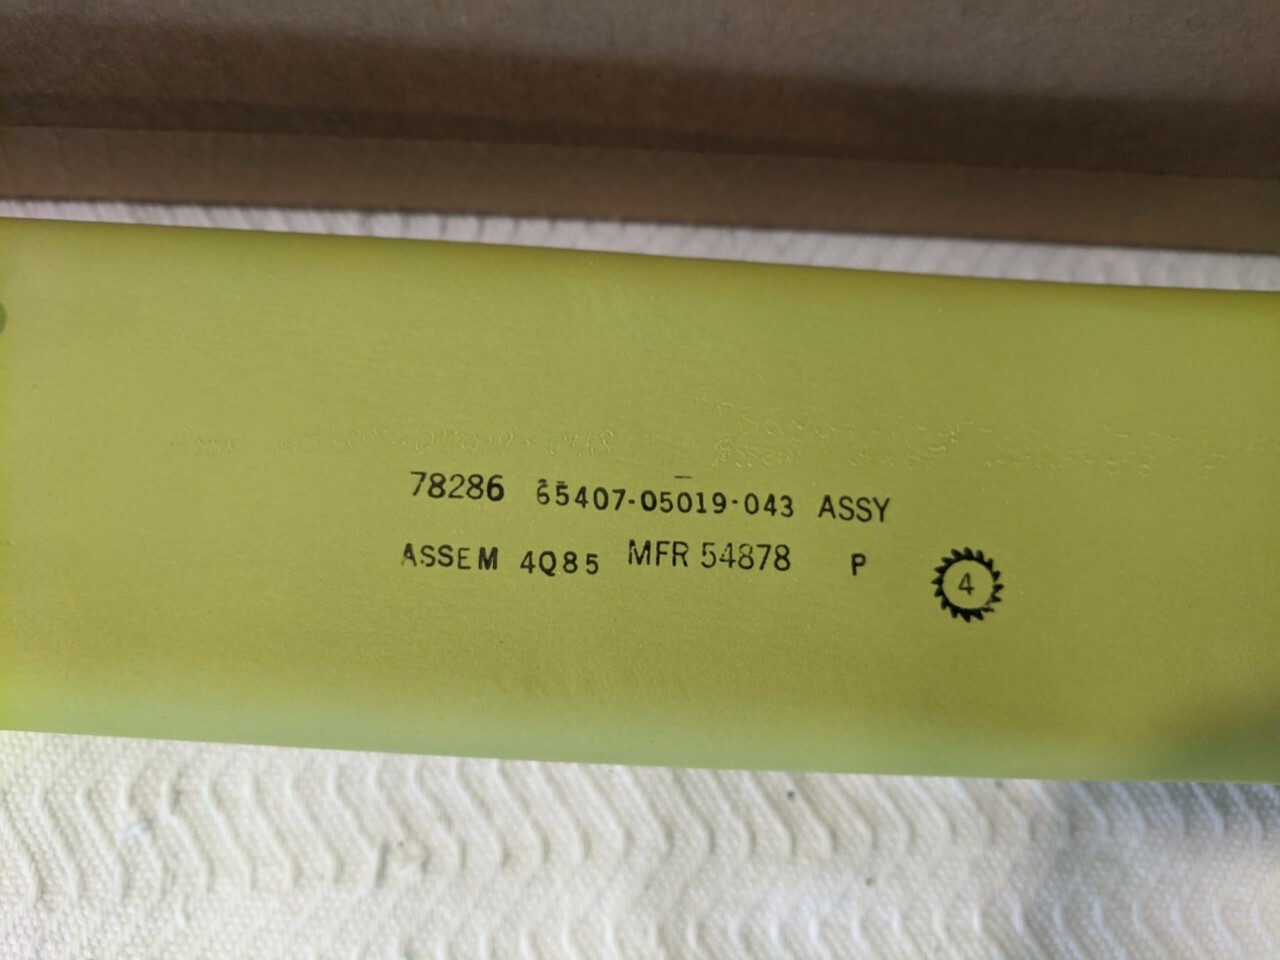 78286 65407-05019-043 ASSY
ASSEM 4Q85 MFR 54878 P 4